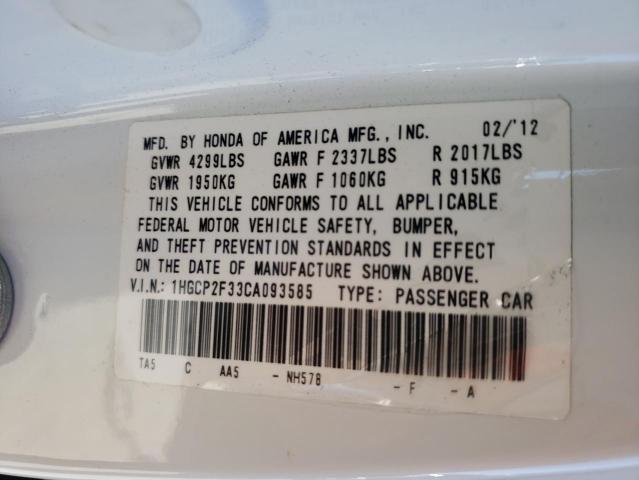 MFD. BY HONDA OF AMERICA MFG., INC. 02/'12
GVWR 4299LBS GAWR F 2337LBS R 2017LBS
GVWR 1950KG GAWR F 1060KG R 915KG
THIS VEHICLE CONFORMS TO ALL APPLICABLE
FEDERAL MOTOR VEHICLE SAFETY, BUMPER,
AND THEFT PREVENTION STANDARDS IN EFFECT
ON THE DATE OF MANUFACTURE SHOWN ABOVE.
V.I.N.: 1HGCP2F33CA093585 TYPE: PASSENGER CAR
TA5 C AA5 - NH578 - F - A